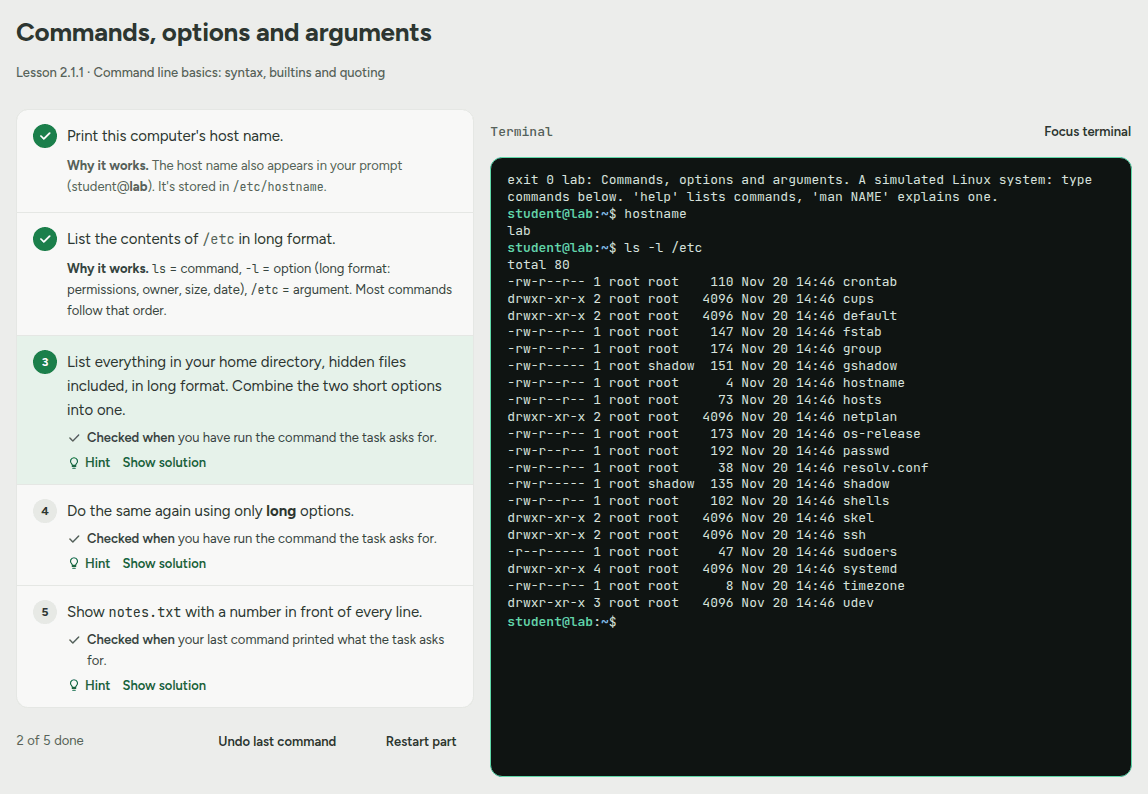 Commands, options and arguments
Lesson 2.1.1 · Command line basics: syntax, builtins and quoting
Print this computer's host name.
Why it works. The host name also appears in your prompt
(student@lab). It's stored in /etc/hostname.
List the contents of /etc in long format.
Why it works. ls = command, -l = option (long format:
permissions, owner, size, date), /etc = argument. Most commands
follow that order.
3 List everything in your home directory, hidden files
included, in long format. Combine the two short options
into one.
Checked when you have run the command the task asks for.
Hint Show solution
4 Do the same again using only long options.
Checked when you have run the command the task asks for.
Hint Show solution
5 Show notes.txt with a number in front of every line.
Checked when your last command printed what the task asks
for.
Hint Show solution
2 of 5 done Undo last command Restart part
Terminal Focus terminal
exit 0 lab: Commands, options and arguments. A simulated Linux system: type
commands below. 'help' lists commands, 'man NAME' explains one.
student@lab:~$ hostname
lab
student@lab:~$ ls -l /etc
total 80
-rw-r--r-- 1 root root    110 Nov 20 14:46 crontab
drwxr-xr-x 2 root root   4096 Nov 20 14:46 cups
drwxr-xr-x 2 root root   4096 Nov 20 14:46 default
-rw-r--r-- 1 root root    147 Nov 20 14:46 fstab
-rw-r--r-- 1 root root    174 Nov 20 14:46 group
-rw-r----- 1 root shadow  151 Nov 20 14:46 gshadow
-rw-r--r-- 1 root root      4 Nov 20 14:46 hostname
-rw-r--r-- 1 root root     73 Nov 20 14:46 hosts
drwxr-xr-x 2 root root   4096 Nov 20 14:46 netplan
-rw-r--r-- 1 root root    173 Nov 20 14:46 os-release
-rw-r--r-- 1 root root    192 Nov 20 14:46 passwd
-rw-r--r-- 1 root root     38 Nov 20 14:46 resolv.conf
-rw-r----- 1 root shadow  135 Nov 20 14:46 shadow
-rw-r--r-- 1 root root    102 Nov 20 14:46 shells
drwxr-xr-x 2 root root   4096 Nov 20 14:46 skel
drwxr-xr-x 2 root root   4096 Nov 20 14:46 ssh
-r--r----- 1 root root     47 Nov 20 14:46 sudoers
drwxr-xr-x 4 root root   4096 Nov 20 14:46 systemd
-rw-r--r-- 1 root root      8 Nov 20 14:46 timezone
drwxr-xr-x 3 root root   4096 Nov 20 14:46 udev
student@lab:~$